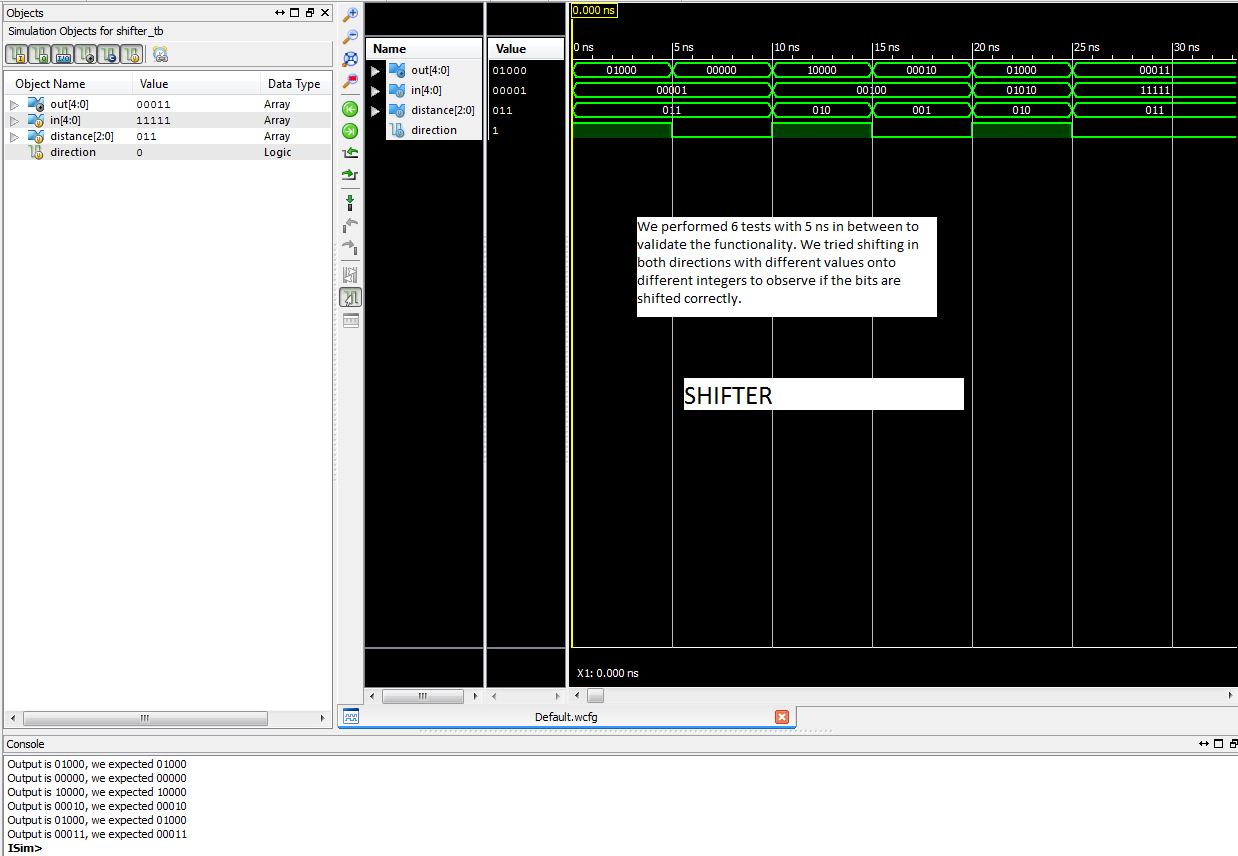 Objects
Simulation Objects for shifter_tb
Object Name Value Data Type
out[4:0] 00011 Array
in[4:0] 11111 Array
distance[2:0] 011 Array
direction 0 Logic
0.000 ns
Name Value
0 ns 5 ns 10 ns 15 ns 20 ns 25 ns 30 ns
out[4:0] 01000 01000 00000 10000 00010 01000 00011
in[4:0] 00001 00001 00100 01010 11111
distance[2:0] 011 011 010 001 010 011
direction 1
We performed 6 tests with 5 ns in between to
validate the functionality. We tried shifting in
both directions with different values onto
different integers to observe if the bits are
shifted correctly.
SHIFTER
X1: 0.000 ns
Default.wcfg
Console
Output is 01000, we expected 01000
Output is 00000, we expected 00000
Output is 10000, we expected 10000
Output is 00010, we expected 00010
Output is 01000, we expected 01000
Output is 00011, we expected 00011
ISim>